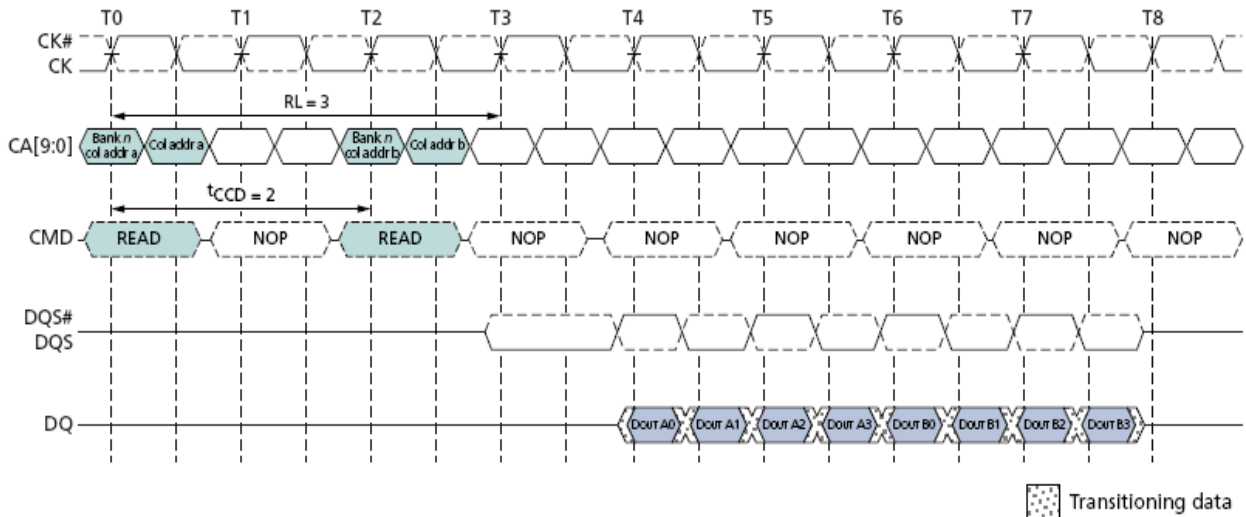 T0 T1 T2 T3 T4 T5 T6 T7 T8
CK#
CK
RL = 3
CA[9:0]
Bank n
col addr a
Col addr a
Bank n
col addr b
Col addr b
tCCD = 2
CMD READ NOP READ NOP NOP NOP NOP NOP NOP
DQS#
DQS
DQ DOUT A0 DOUT A1 DOUT A2 DOUT A3 DOUT B0 DOUT B1 DOUT B2 DOUT B3
Transitioning data